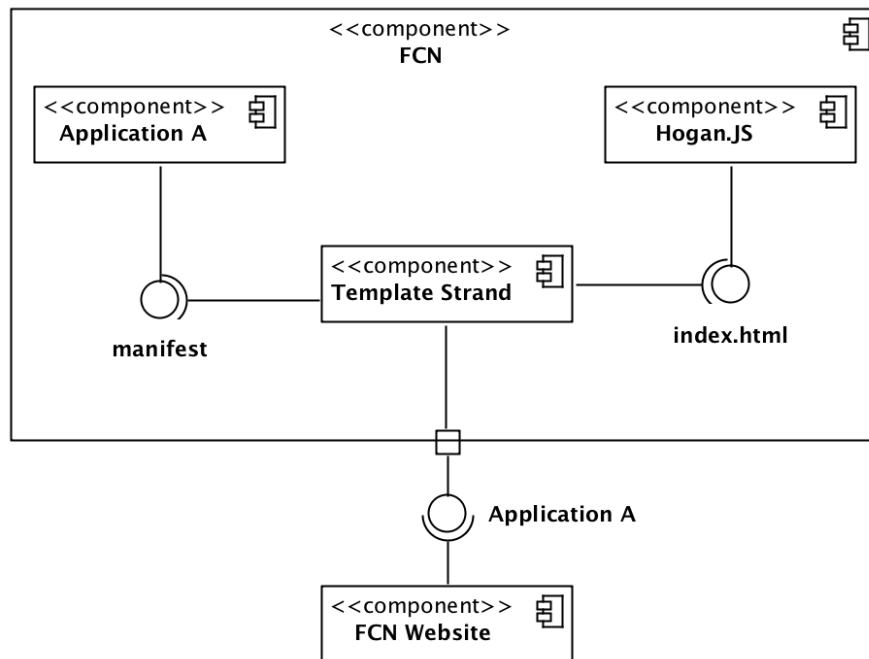 <<component>>
FCN
<<component>>
Application A
<<component>>
Hogan.JS
<<component>>
Template Strand
manifest
index.html
Application A
<<component>>
FCN Website